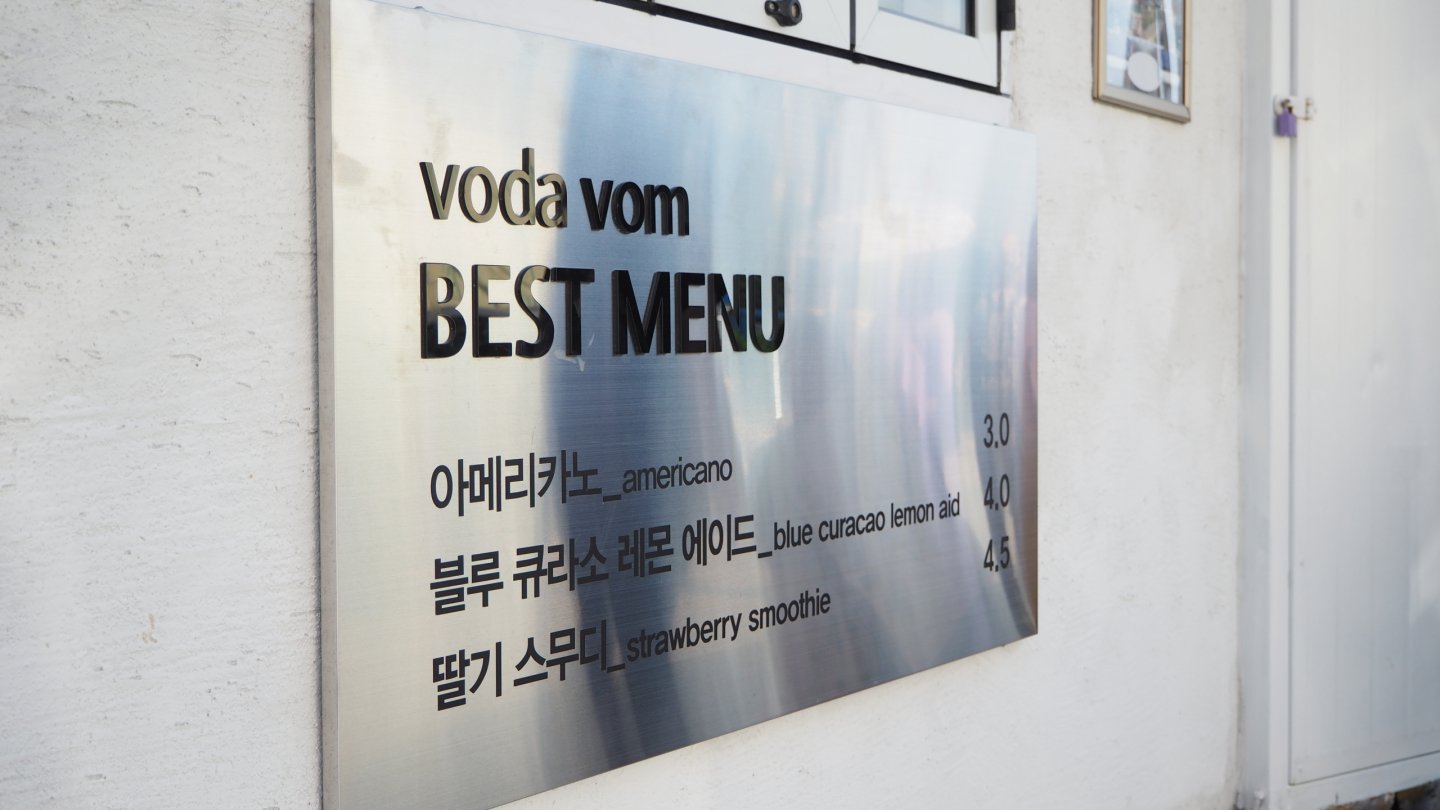 voda vom
BEST MENU
아메리카노_americano 3.0
블루 큐라소 레몬 에이드_blue curacao lemon aid 4.0
딸기 스무디_strawberry smoothie 4.5